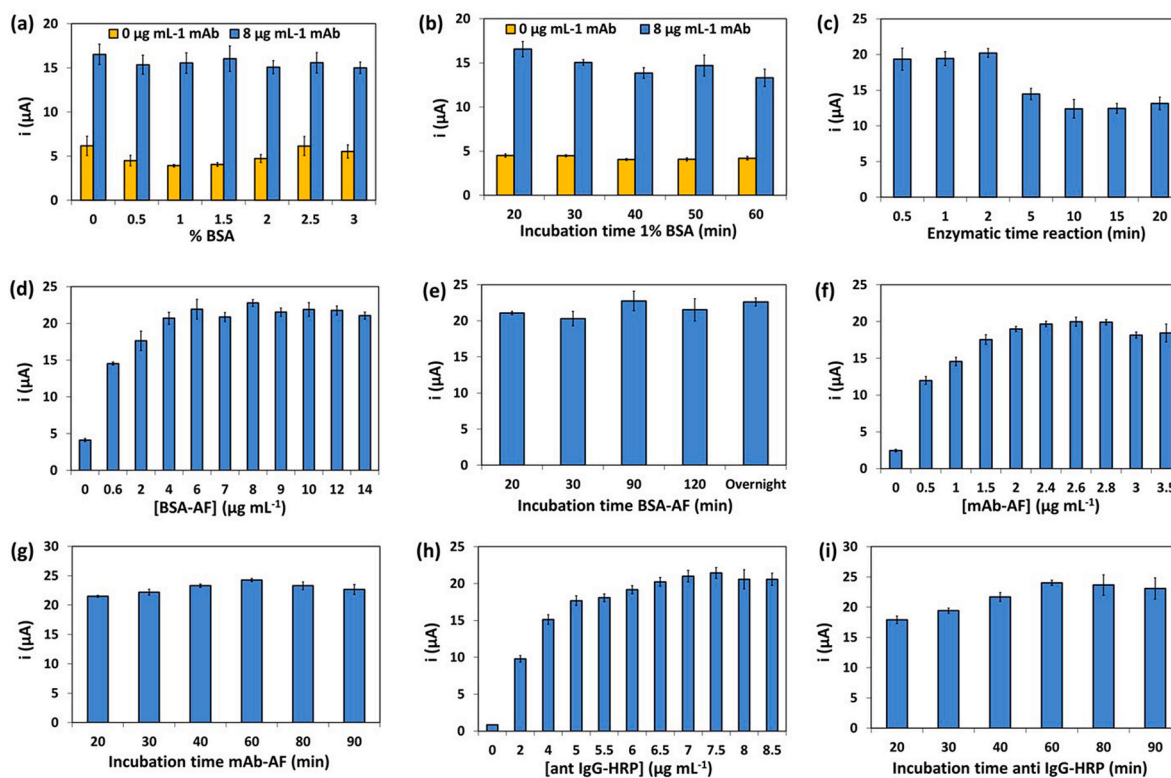 (a)
0 µg mL-1 mAb 8 µg mL-1 mAb
20
15
10
5
0
i (µA)
0 0.5 1 1.5 2 2.5 3
% BSA
(b)
0 µg mL-1 mAb 8 µg mL-1 mAb
20
15
10
5
0
i (µA)
20 30 40 50 60
Incubation time 1% BSA (min)
(c)
25
20
15
10
5
0
i (µA)
0.5 1 2 5 10 15 20
Enzymatic time reaction (min)
(d)
25
20
15
10
5
0
i (µA)
0 0.6 2 4 6 7 8 9 10 12 14
[BSA-AF] (µg mL-1)
(e)
25
20
15
10
5
0
i (µA)
20 30 90 120 Overnight
Incubation time BSA-AF (min)
(f)
25
20
15
10
5
0
i (µA)
0 0.5 1 1.5 2 2.4 2.6 2.8 3 3.5
[mAb-AF] (µg mL-1)
(g)
30
25
20
15
10
5
0
i (µA)
20 30 40 60 80 90
Incubation time mAb-AF (min)
(h)
25
20
15
10
5
0
i (µA)
0 2 4 5 5.5 6 6.5 7 7.5 8 8.5
[ant IgG-HRP] (µg mL-1)
(i)
30
25
20
15
10
5
0
i (µA)
20 30 40 60 80 90
Incubation time anti IgG-HRP (min)